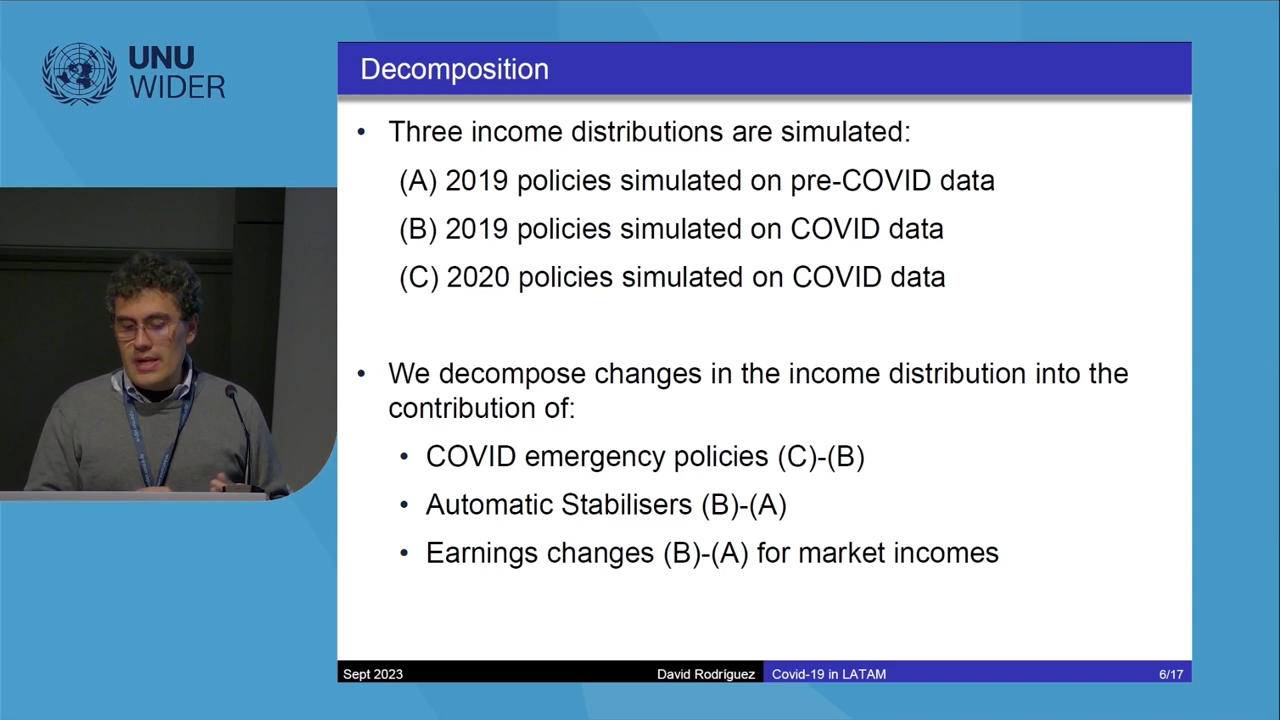 UNU
WIDER
Decomposition
• Three income distributions are simulated:
(A) 2019 policies simulated on pre-COVID data
(B) 2019 policies simulated on COVID data
(C) 2020 policies simulated on COVID data
• We decompose changes in the income distribution into the
contribution of:
• COVID emergency policies (C)-(B)
• Automatic Stabilisers (B)-(A)
• Earnings changes (B)-(A) for market incomes
Sept 2023
David Rodríguez
Covid-19 in LATAM
6/17